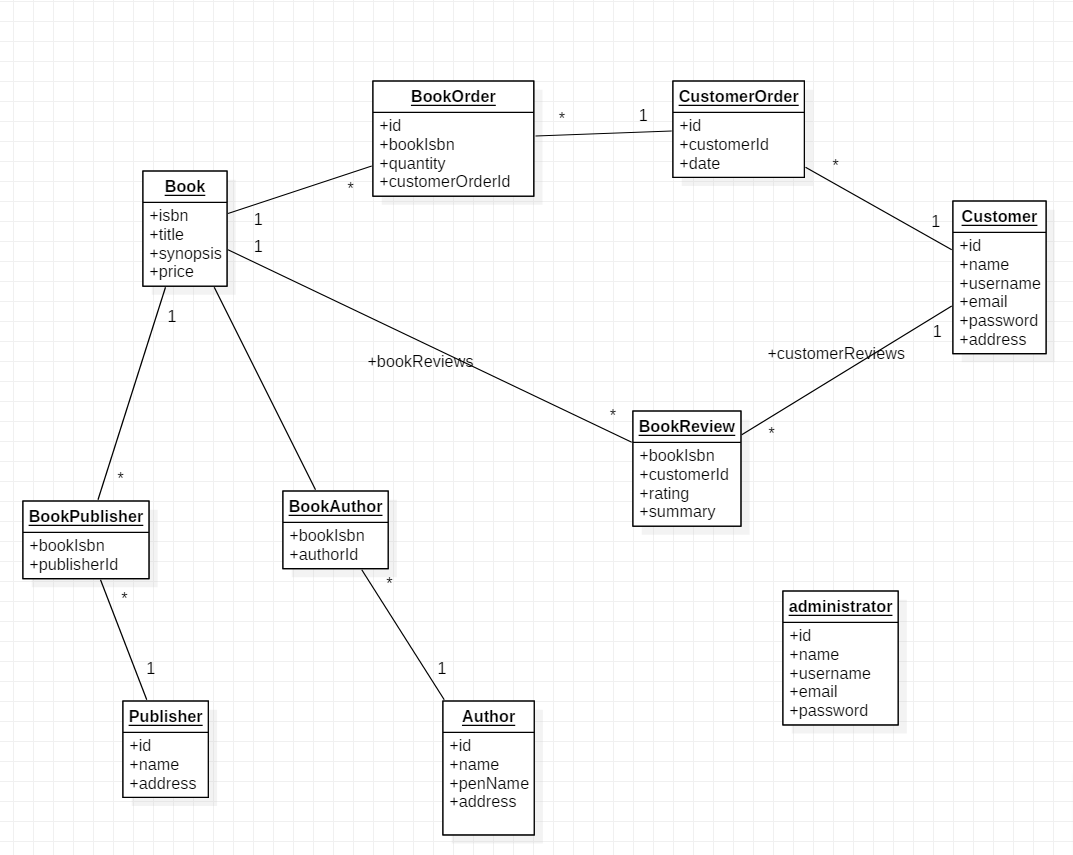 BookOrder
+id
+bookIsbn
+quantity
+customerOrderId
*
1
CustomerOrder
+id
+customerId
+date
*
1
Customer
+id
+name
+username
+email
+password
+address
Book
+isbn
+title
+synopsis
+price
*
1
1
1
+bookReviews
*
1
+customerReviews
*
BookReview
+bookIsbn
+customerId
+rating
+summary
*
BookPublisher
+bookIsbn
+publisherId
*
1
BookAuthor
+bookIsbn
+authorId
*
1
administrator
+id
+name
+username
+email
+password
Publisher
+id
+name
+address
Author
+id
+name
+penName
+address